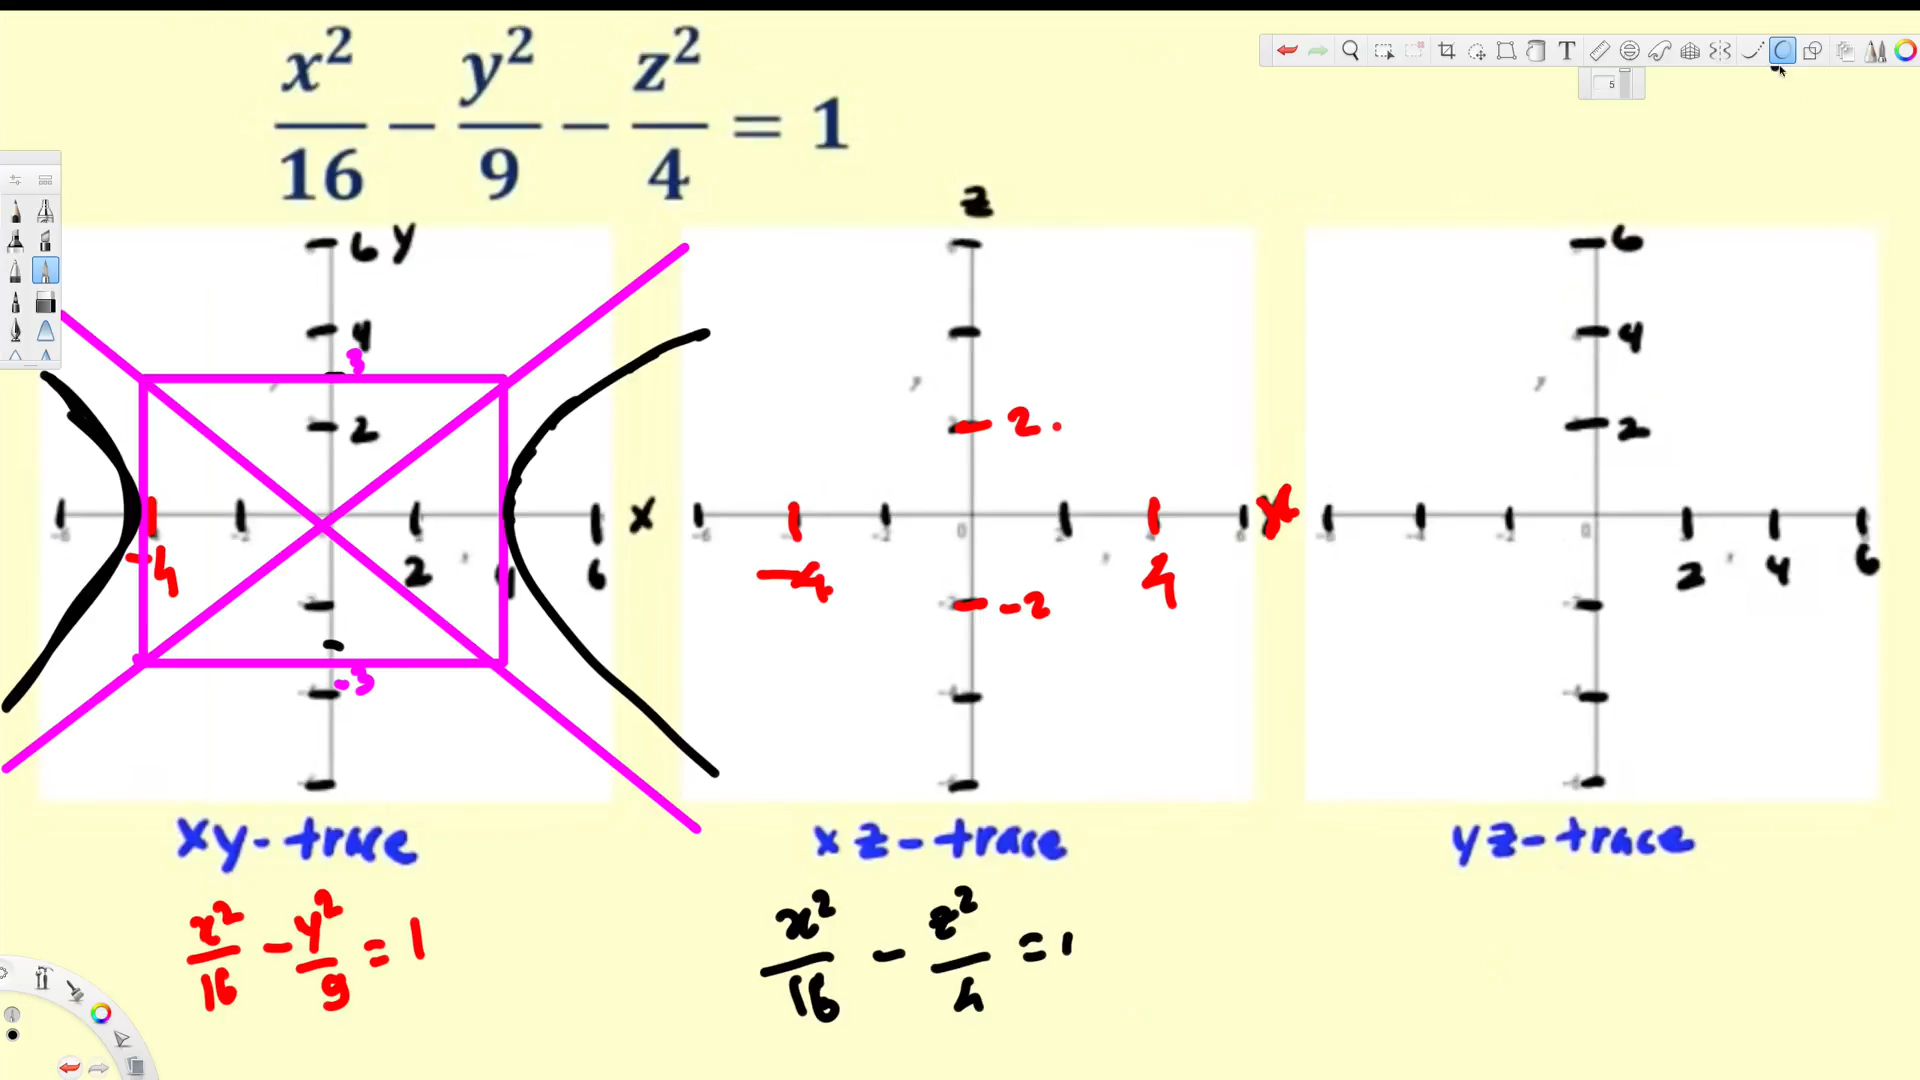 x²/16 − y²/9 − z²/4 = 1
6 y
4
3
2
x
-4
2 4 6
-3
z
2.
x
-4 4
-2
6
4
2
2 4 6
xy-trace
xz-trace
yz-trace
x²/16 - y²/9 = 1
x²/16 - z²/4 = 1
T
5